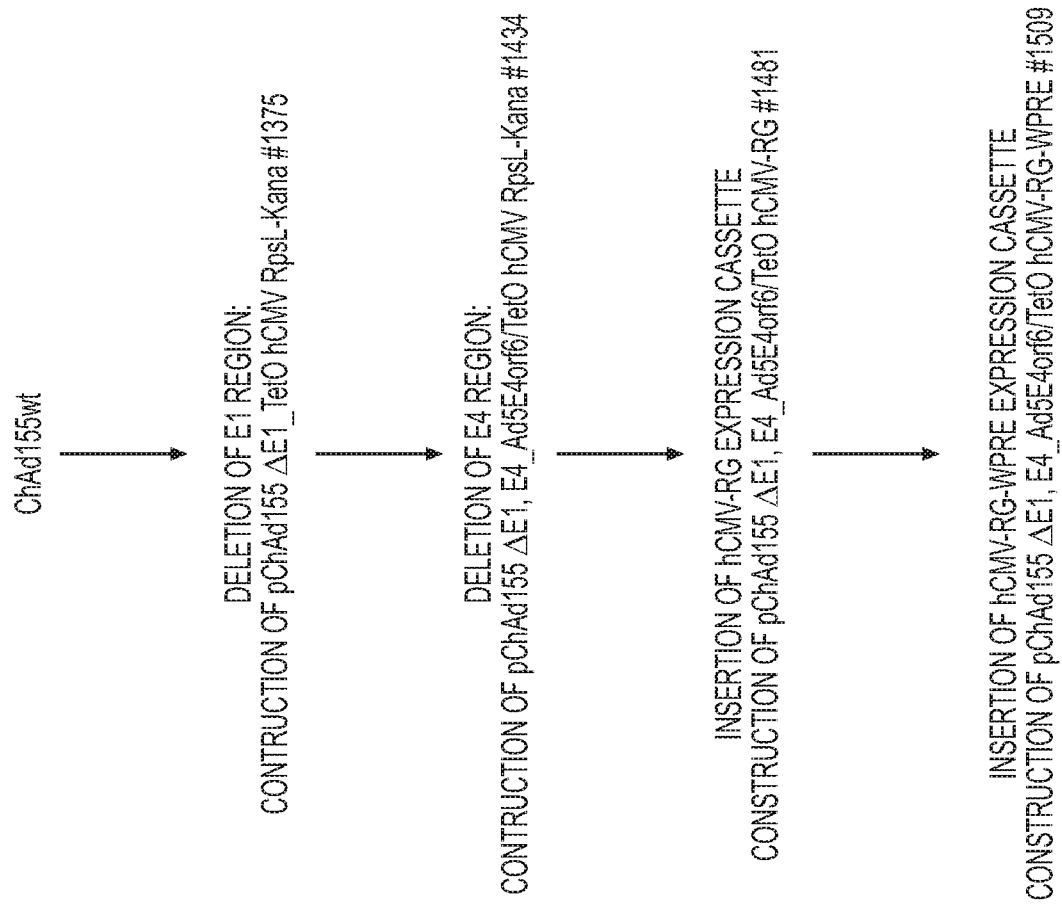 ChAd155wt
DELETION OF E1 REGION:
CONTRUCTION OF pChAd155 ΔE1_TetO hCMV RpsL-Kana #1375
DELETION OF E4 REGION:
CONTRUCTION OF pChAd155 ΔE1, E4_Ad5E4orf6/TetO hCMV RpsL-Kana #1434
INSERTION OF hCMV-RG EXPRESSION CASSETTE
CONSTRUCTION OF pChAd155 ΔE1, E4_Ad5E4orf6/TetO hCMV-RG #1481
INSERTION OF hCMV-RG-WPRE EXPRESSION CASSETTE
CONSTRUCTION OF pChAd155 ΔE1, E4_Ad5E4orf6/TetO hCMV-RG-WPRE #1509